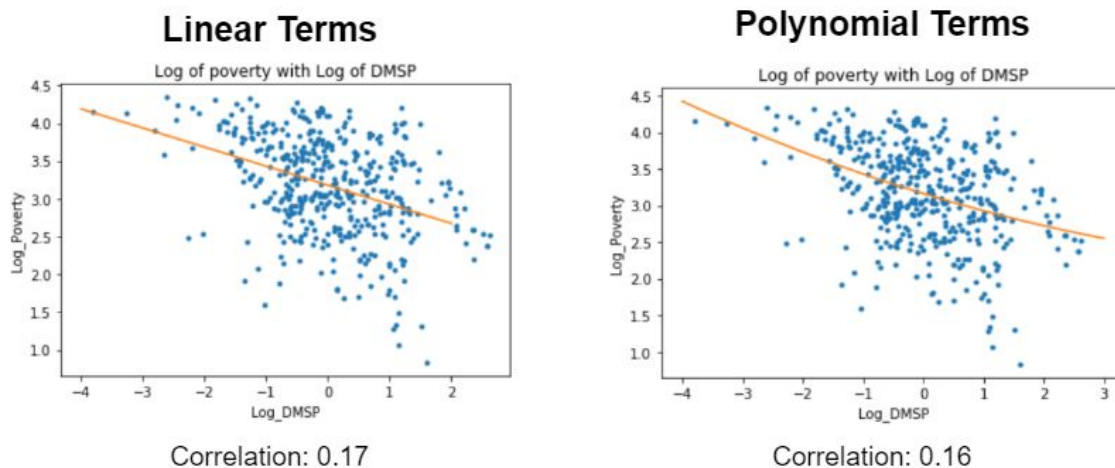 Linear Terms
Log of poverty with Log of DMSP
4.5
4.0
3.5
3.0
2.5
2.0
1.5
1.0
Log_Poverty
−4 −3 −2 −1 0 1 2
Log_DMSP
Correlation: 0.17
Polynomial Terms
Log of poverty with Log of DMSP
4.5
4.0
3.5
3.0
2.5
2.0
1.5
1.0
Log_Poverty
−4 −3 −2 −1 0 1 2 3
Log_DMSP
Correlation: 0.16